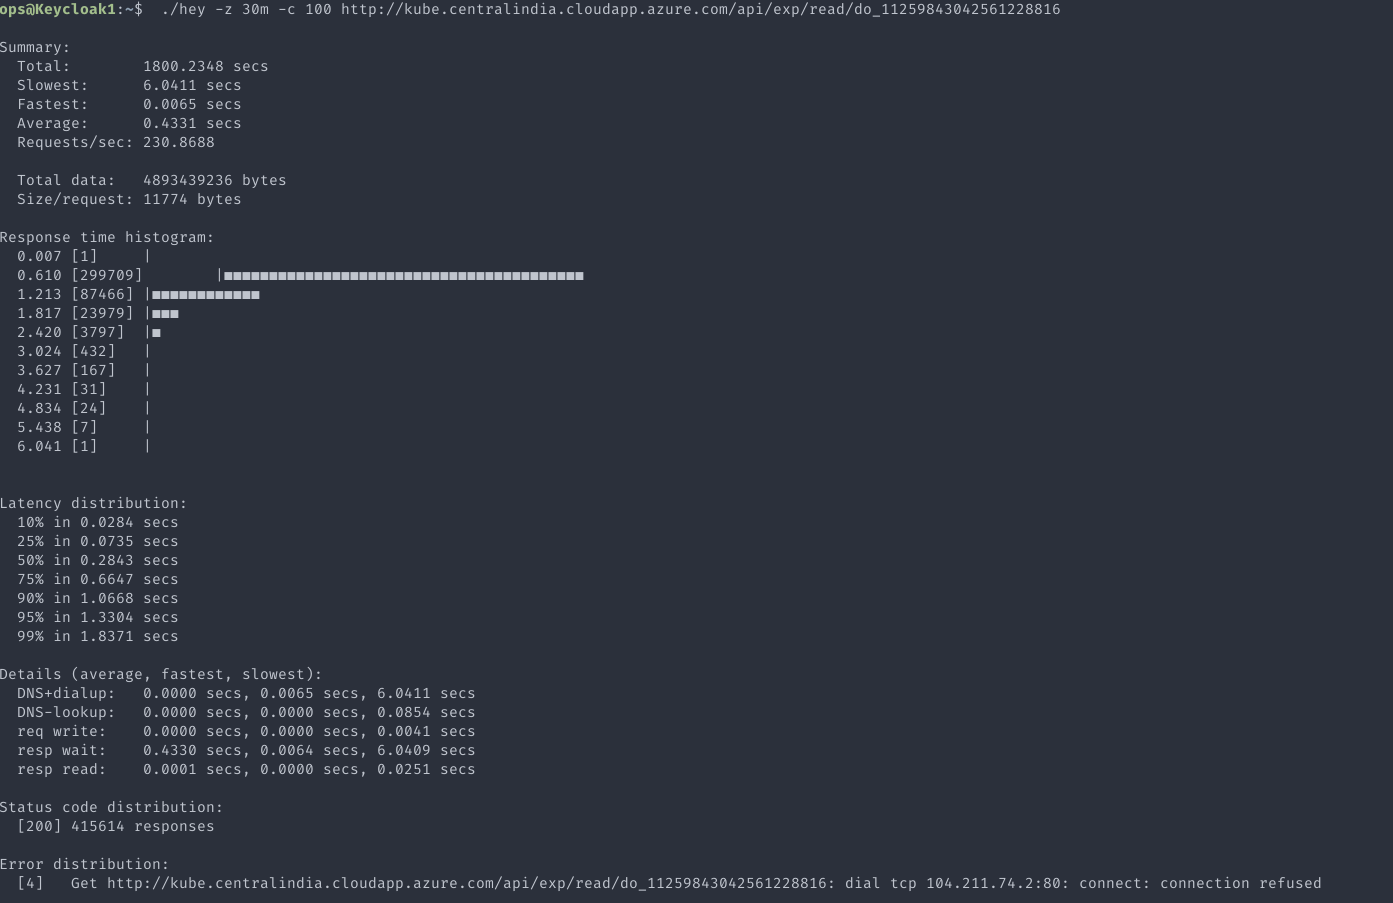 ops@Keycloak1:~$  ./hey -z 30m -c 100 http://kube.centralindia.cloudapp.azure.com/api/exp/read/do_11259843042561228816

Summary:
  Total:        1800.2348 secs
  Slowest:      6.0411 secs
  Fastest:      0.0065 secs
  Average:      0.4331 secs
  Requests/sec: 230.8688

  Total data:   4893439236 bytes
  Size/request: 11774 bytes

Response time histogram:
  0.007 [1]     |
  0.610 [299709]        |■■■■■■■■■■■■■■■■■■■■■■■■■■■■■■■■■■■■■■■■
  1.213 [87466] |■■■■■■■■■■■■
  1.817 [23979] |■■■
  2.420 [3797]  |■
  3.024 [432]   |
  3.627 [167]   |
  4.231 [31]    |
  4.834 [24]    |
  5.438 [7]     |
  6.041 [1]     |

Latency distribution:
  10% in 0.0284 secs
  25% in 0.0735 secs
  50% in 0.2843 secs
  75% in 0.6647 secs
  90% in 1.0668 secs
  95% in 1.3304 secs
  99% in 1.8371 secs

Details (average, fastest, slowest):
  DNS+dialup:   0.0000 secs, 0.0065 secs, 6.0411 secs
  DNS-lookup:   0.0000 secs, 0.0000 secs, 0.0854 secs
  req write:    0.0000 secs, 0.0000 secs, 0.0041 secs
  resp wait:    0.4330 secs, 0.0064 secs, 6.0409 secs
  resp read:    0.0001 secs, 0.0000 secs, 0.0251 secs

Status code distribution:
  [200] 415614 responses

Error distribution:
  [4]   Get http://kube.centralindia.cloudapp.azure.com/api/exp/read/do_11259843042561228816: dial tcp 104.211.74.2:80: connect: connection refused